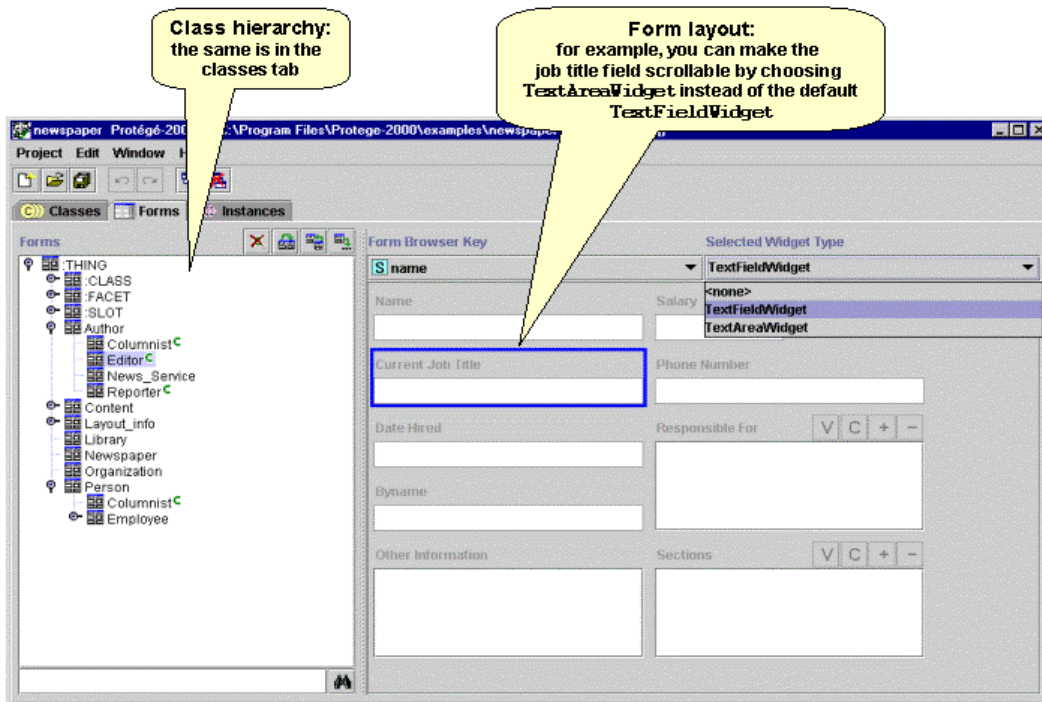 Class hierarchy:
the same is in the
classes tab
Form layout:
for example, you can make the
job title field scrollable by choosing
TextAreaWidget instead of the default
TextFieldWidget
newspaper Protégé-200 :\Program Files\Protege-2000\examples\newspaper
Project Edit Window H
Classes Forms Instances
Forms
Form Browser Key
Selected Widget Type
S name
TextFieldWidget
<none>
TextFieldWidget
TextAreaWidget
:THING
:CLASS
:FACET
:SLOT
Author
Columnist C
Editor C
News_Service
Reporter C
Content
Layout_info
Library
Newspaper
Organization
Person
Columnist C
Employee
Name
Salary
Current Job Title
Phone Number
Date Hired
Responsible For V C + −
Byname
Other Information
Sections V C + −